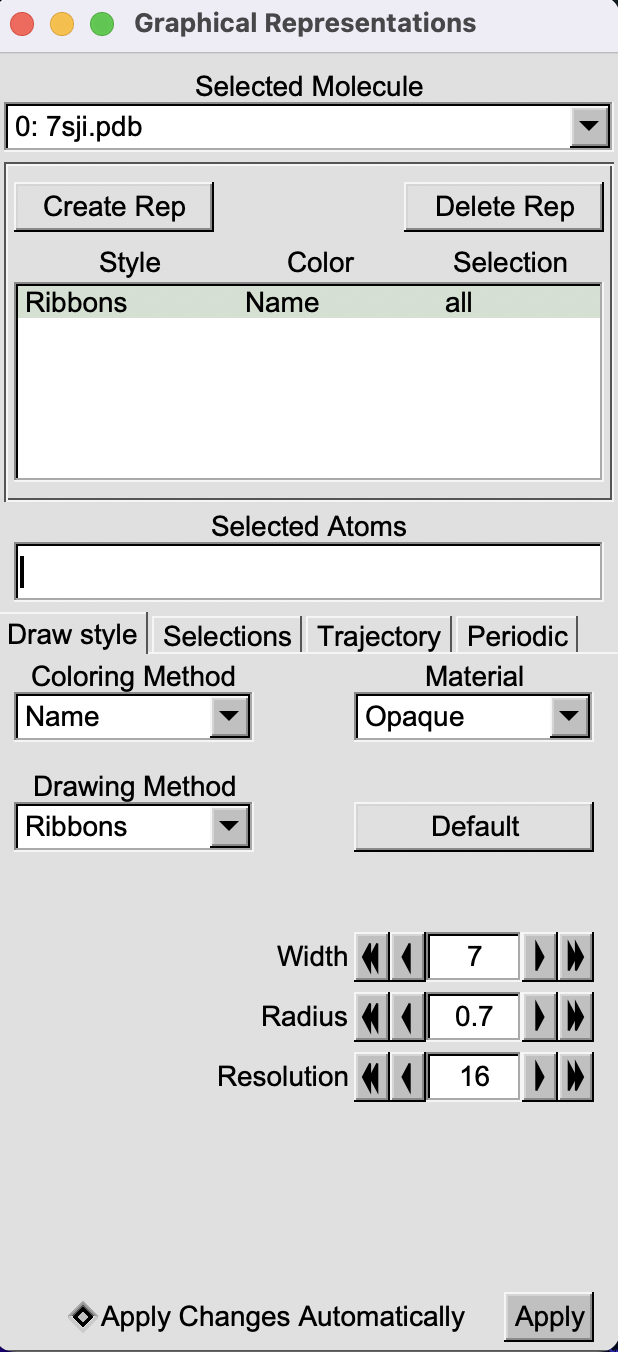 Graphical Representations
Selected Molecule
0: 7sji.pdb
Create Rep Delete Rep
Style Color Selection
Ribbons Name all
Selected Atoms
Draw style Selections Trajectory Periodic
Coloring Method Material
Name Opaque
Drawing Method
Ribbons Default
Width 7
Radius 0.7
Resolution 16
Apply Changes Automatically Apply